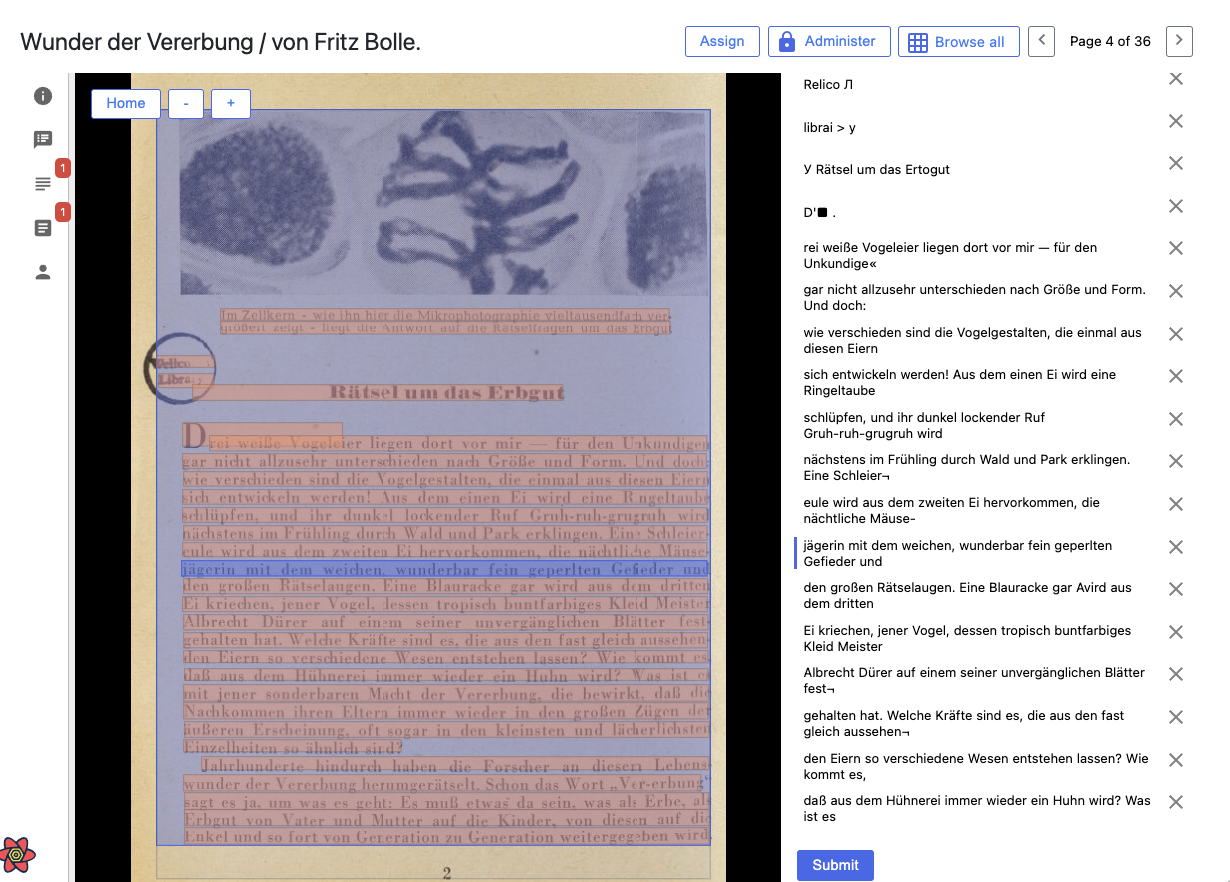 Wunder der Vererbung / von Fritz Bolle.
Assign
Administer
Browse all
Page 4 of 36
1
1
Home
-
+
Im Zellkern - wie ihn hier die Mikrophotographie vieltausendfach ver-
größert zeigt - liegt die Antwort auf die Rätselfragen um das Erbgut
Rätsel um das Erbgut
Drei weiße Vogeleier liegen dort vor mir — für den Unkundigen
gar nicht allzusehr unterschieden nach Größe und Form. Und doch:
wie verschieden sind die Vogelgestalten, die einmal aus diesen Eiern
sich entwickeln werden! Aus dem einen Ei wird eine Ringeltaube
schlüpfen, und ihr dunkel lockender Ruf Gruh-ruh-grugruh wird
nächstens im Frühling durch Wald und Park erklingen. Eine Schleier-
eule wird aus dem zweiten Ei hervorkommen, die nächtliche Mäuse-
jägerin mit dem weichen, wunderbar fein geperlten Gefieder und
den großen Rätselaugen. Eine Blauracke gar wird aus dem dritten
Ei kriechen, jener Vogel, dessen tropisch buntfarbiges Kleid Meister
Albrecht Dürer auf einem seiner unvergänglichen Blätter fest-
gehalten hat. Welche Kräfte sind es, die aus den fast gleich aussehen-
den Eiern so verschiedene Wesen entstehen lassen? Wie kommt es,
daß aus dem Hühnerei immer wieder ein Huhn wird? Was ist es
mit jener sonderbaren Macht der Vererbung, die bewirkt, daß die
Nachkommen ihren Eltern immer wieder in den großen Zügen der
äußeren Erscheinung, oft sogar in den kleinsten und lächerlichsten
Einzelheiten so ähnlich sind?
Jahrhunderte hindurch haben die Forscher an diesem Lebens-
wunder der Vererbung herumgerätselt. Schon das Wort „Ver-erbung“
sagt es ja, um was es geht: Es muß etwas da sein, was als Erbe, als
Erbgut von Vater und Mutter auf die Kinder, von diesen auf die
Enkel und so fort von Generation zu Generation weitergegeben wird.
2
Relico Л
librai > y
У Rätsel um das Ertogut
D'■ .
rei weiße Vogeleier liegen dort vor mir — für den
Unkundige«
gar nicht allzusehr unterschieden nach Größe und Form.
Und doch:
wie verschieden sind die Vogelgestalten, die einmal aus
diesen Eiern
sich entwickeln werden! Aus dem einen Ei wird eine
Ringeltaube
schlüpfen, und ihr dunkel lockender Ruf
Gruh-ruh-grugruh wird
nächstens im Frühling durch Wald und Park erklingen.
Eine Schleier¬
eule wird aus dem zweiten Ei hervorkommen, die
nächtliche Mäuse-
jägerin mit dem weichen, wunderbar fein geperlten
Gefieder und
den großen Rätselaugen. Eine Blauracke gar Avird aus
dem dritten
Ei kriechen, jener Vogel, dessen tropisch buntfarbiges
Kleid Meister
Albrecht Dürer auf einem seiner unvergänglichen Blätter
fest¬
gehalten hat. Welche Kräfte sind es, die aus den fast
gleich aussehen¬
den Eiern so verschiedene Wesen entstehen lassen? Wie
kommt es,
daß aus dem Hühnerei immer wieder ein Huhn wird? Was
ist es
Submit